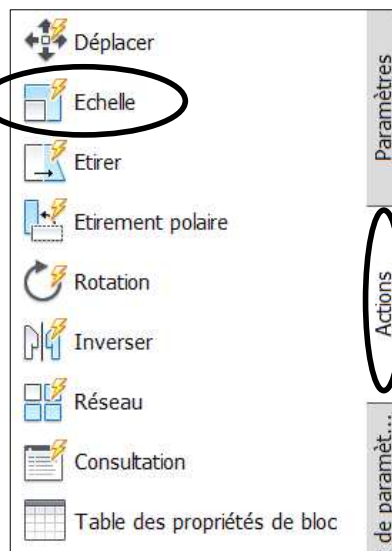 Déplacer
Echelle
Etirer
Etirement polaire
Rotation
Inverser
Réseau
Consultation
Table des propriétés de bloc
Paramètres
Actions
de paramèt...